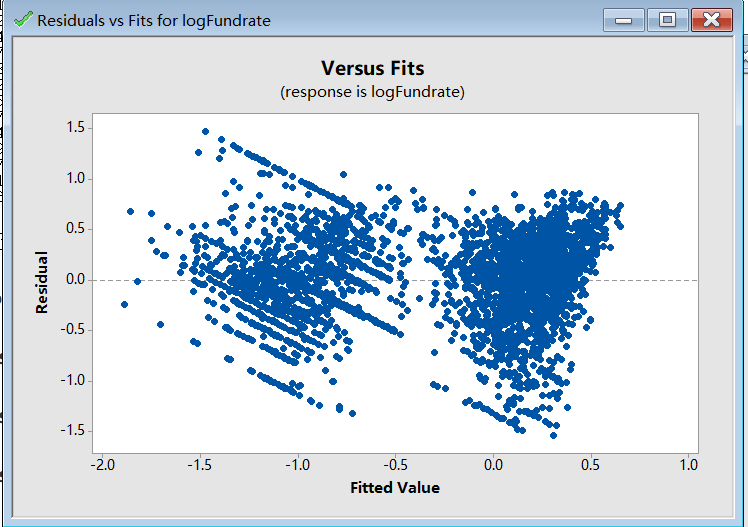 Residuals vs Fits for logFundrate
Versus Fits
(response is logFundrate)
1.5
1.0
0.5
0.0
-0.5
-1.0
-1.5
Residual
-2.0 -1.5 -1.0 -0.5 0.0 0.5 1.0
Fitted Value